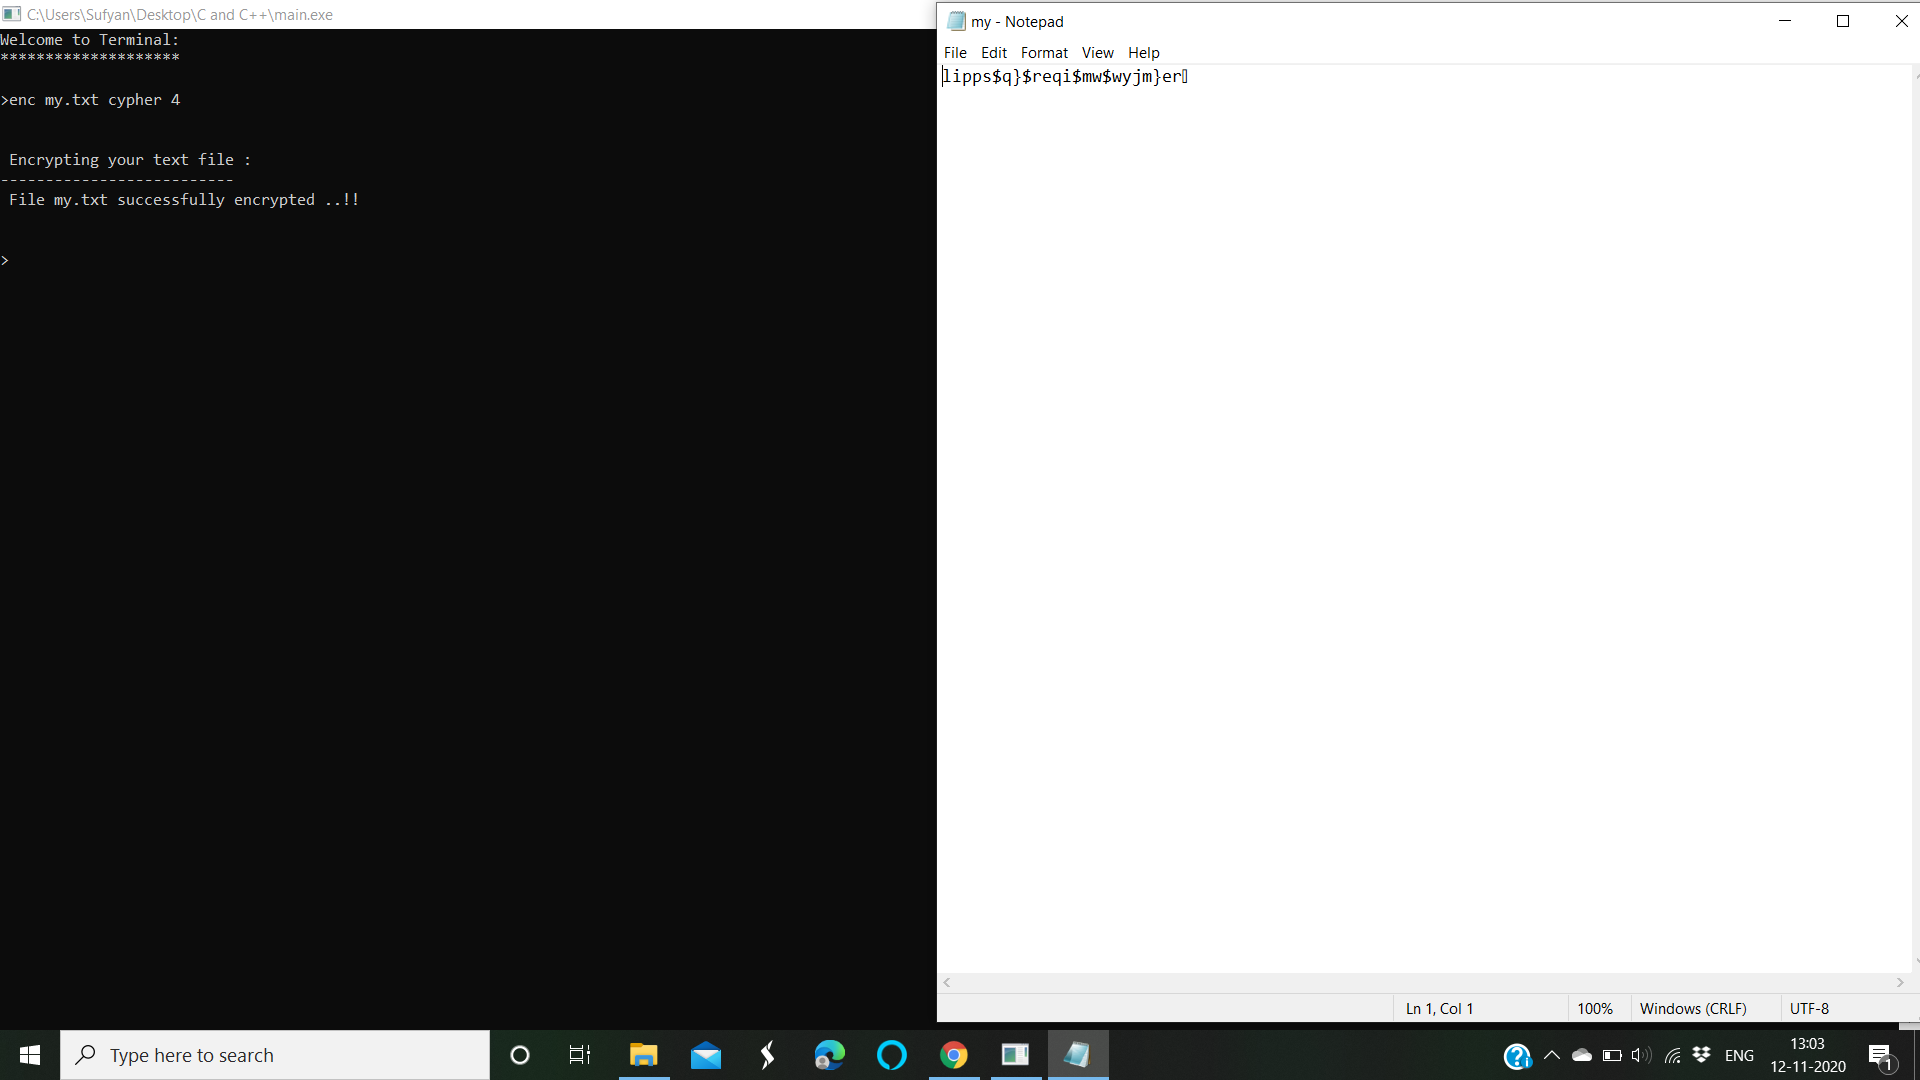 C:\Users\Sufyan\Desktop\C and C++\main.exe
Welcome to Terminal:
********************
>enc my.txt cypher 4
Encrypting your text file :
--------------------------
File my.txt successfully encrypted ..!!
>
my - Notepad
File Edit Format View Help
lipps$q}$reqi$mw$wyjm}er
Ln 1, Col 1 100% Windows (CRLF) UTF-8
Type here to search
ENG
13:03
12-11-2020
1